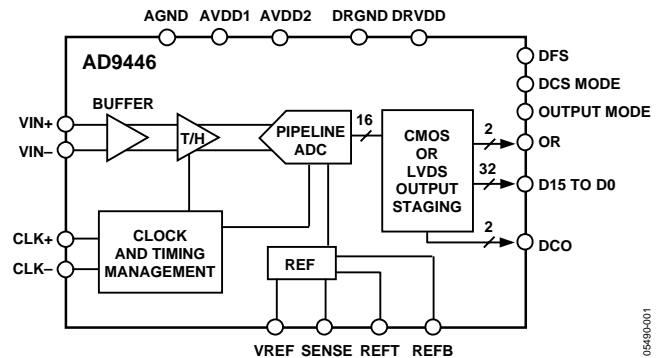 AGND AVDD1 AVDD2 DRGND DRVDD
AD9446
DFS
DCS MODE
OUTPUT MODE
BUFFER
VIN+
VIN–
T/H
PIPELINE
ADC
16
CMOS
OR
LVDS
OUTPUT
STAGING
2
OR
32
D15 TO D0
2
DCO
CLK+
CLK–
CLOCK
AND TIMING
MANAGEMENT
REF
VREF SENSE REFT REFB
05490-001